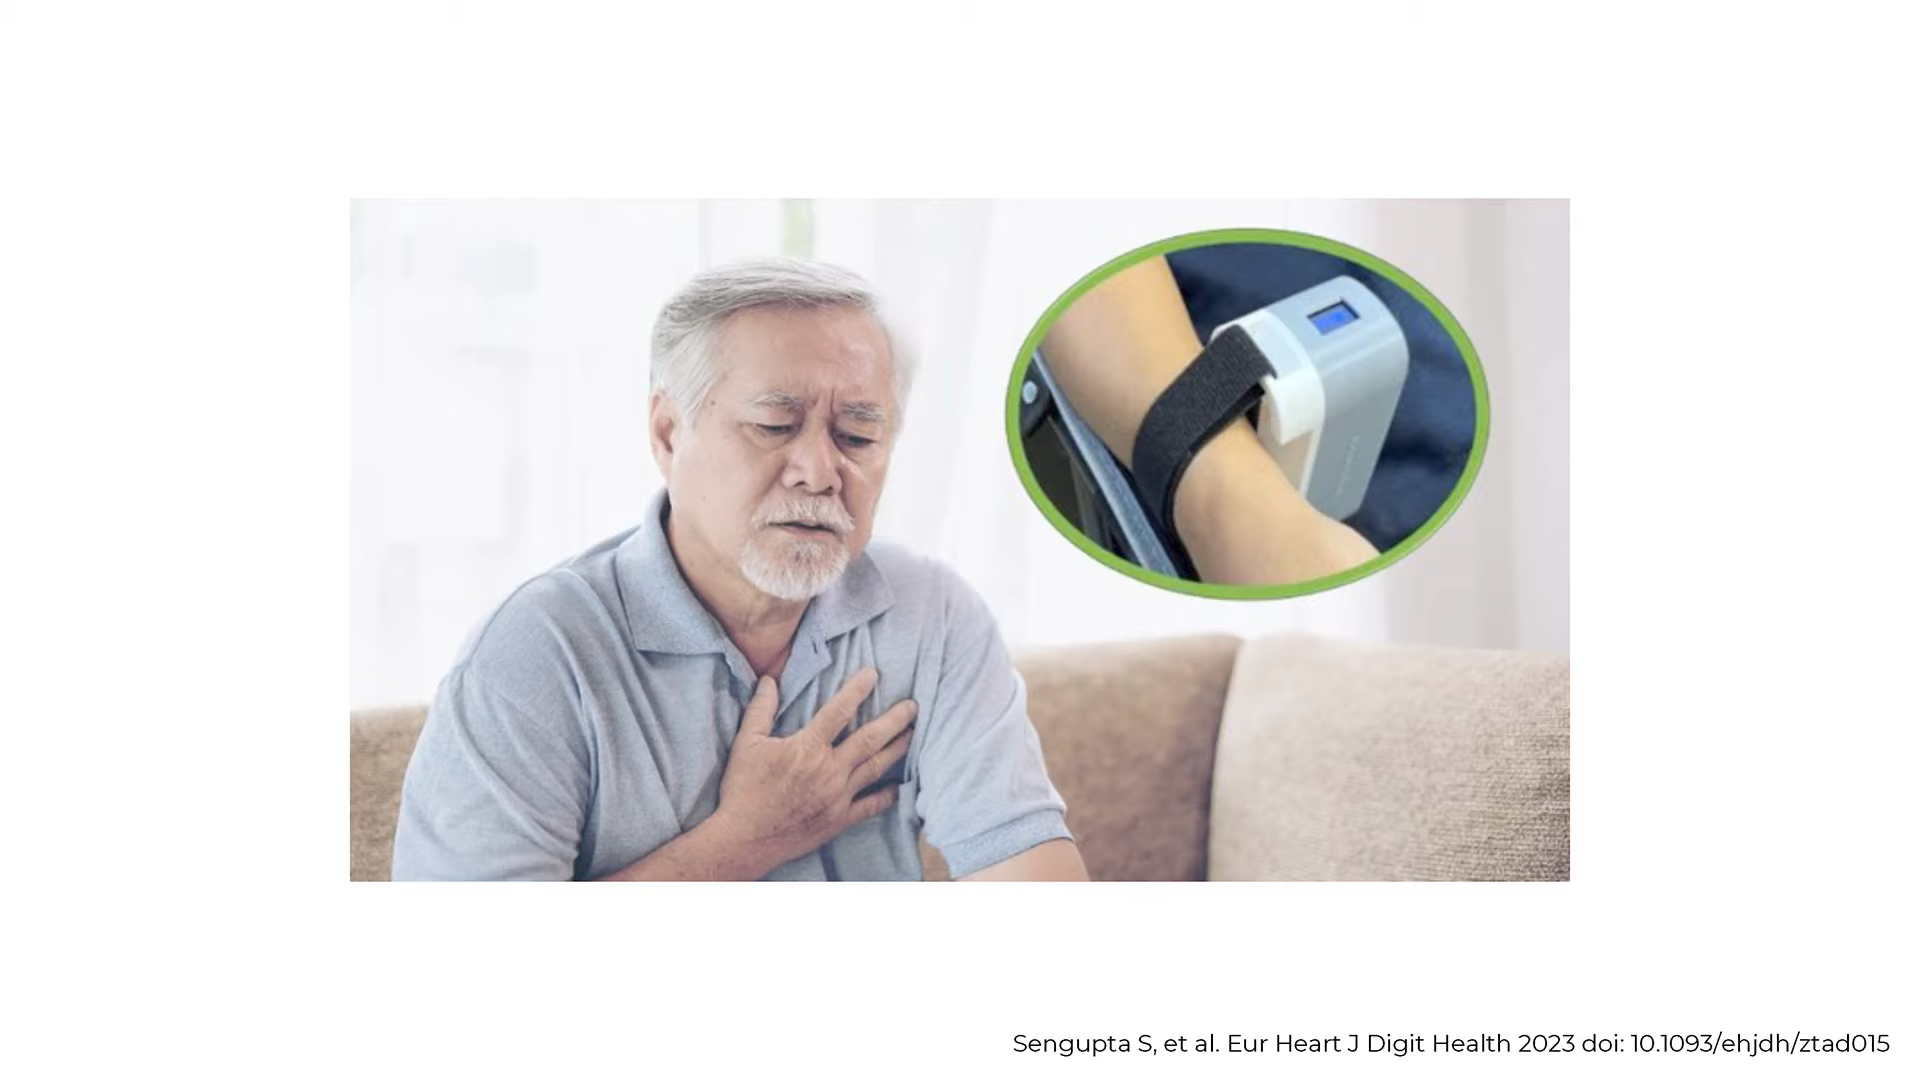 Sengupta S, et al. Eur Heart J Digit Health 2023 doi: 10.1093/ehjdh/ztad015